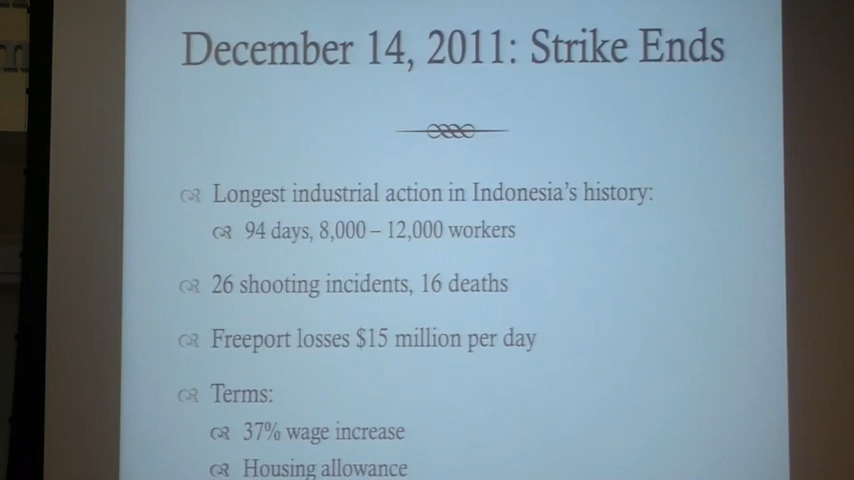 December 14, 2011: Strike Ends
Longest industrial action in Indonesia's history:
94 days, 8,000 – 12,000 workers
26 shooting incidents, 16 deaths
Freeport losses $15 million per day
Terms:
37% wage increase
Housing allowance